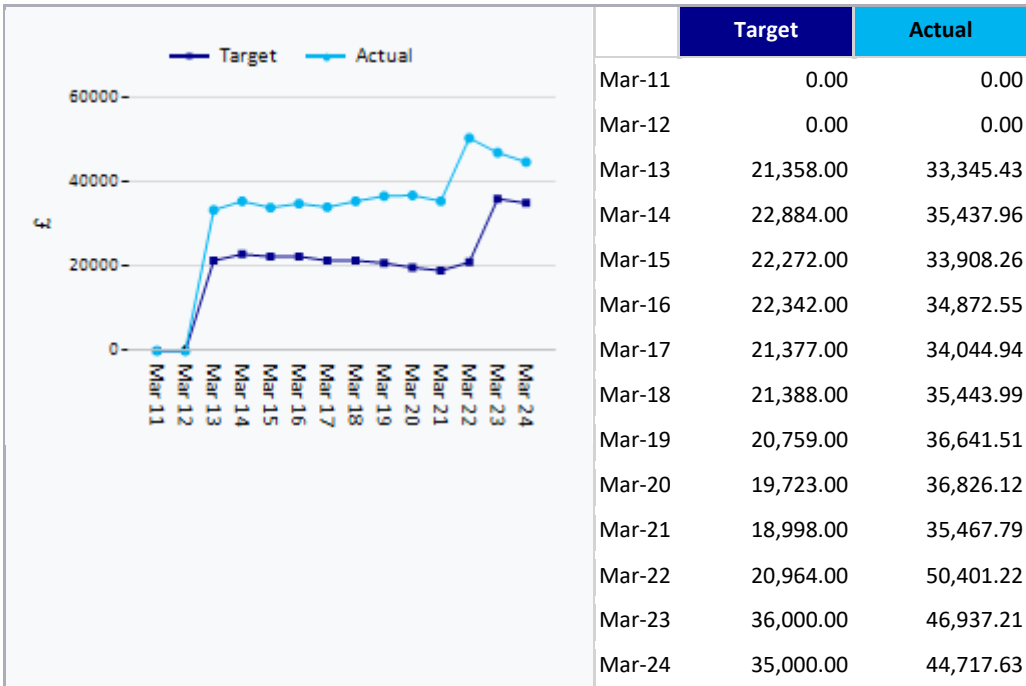 Target Actual
60000
40000
£
20000
0
Mar 11 Mar 12 Mar 13 Mar 14 Mar 15 Mar 16 Mar 17 Mar 18 Mar 19 Mar 20 Mar 21 Mar 22 Mar 23 Mar 24
Target Actual
Mar-11 0.00 0.00
Mar-12 0.00 0.00
Mar-13 21,358.00 33,345.43
Mar-14 22,884.00 35,437.96
Mar-15 22,272.00 33,908.26
Mar-16 22,342.00 34,872.55
Mar-17 21,377.00 34,044.94
Mar-18 21,388.00 35,443.99
Mar-19 20,759.00 36,641.51
Mar-20 19,723.00 36,826.12
Mar-21 18,998.00 35,467.79
Mar-22 20,964.00 50,401.22
Mar-23 36,000.00 46,937.21
Mar-24 35,000.00 44,717.63